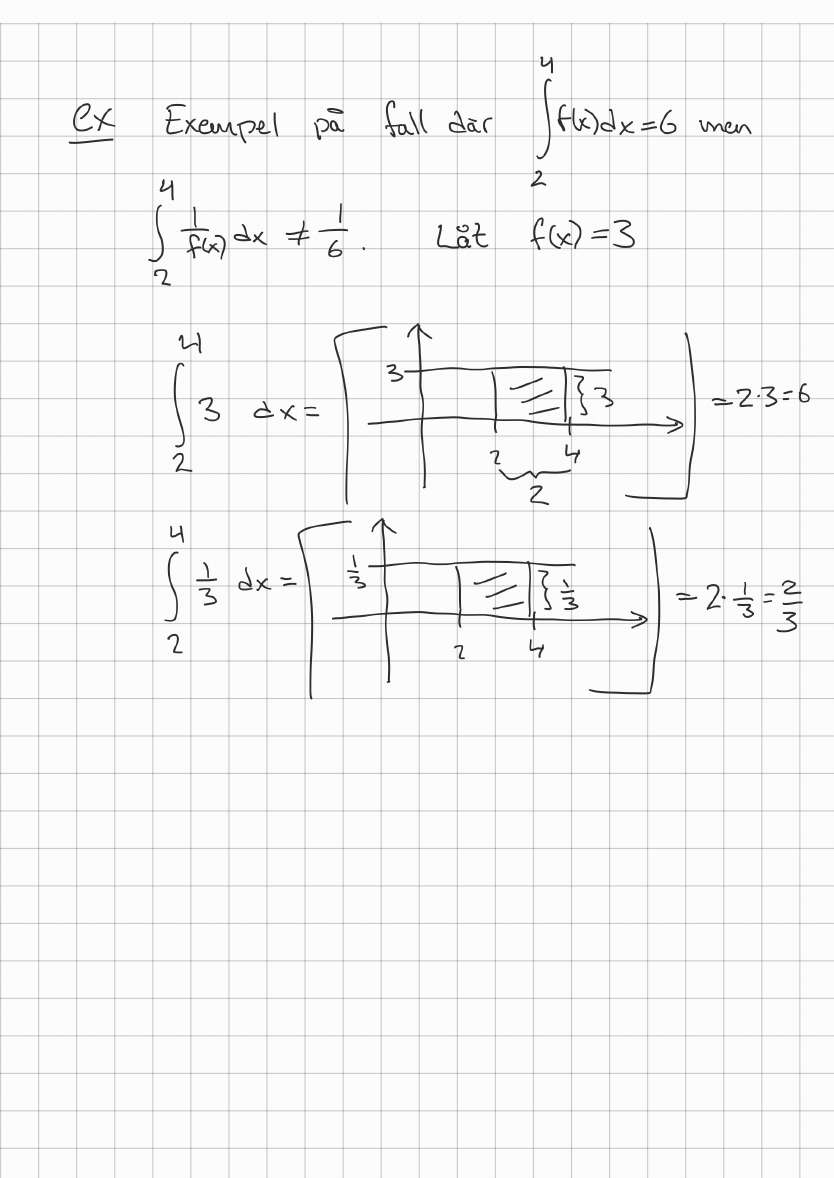 ex Exempel på fall där ∫₂⁴ f(x)dx = 6 men
∫₂⁴ 1/f(x) dx ≠ 1/6. Låt f(x) = 3
∫₂⁴ 3 dx = [ 3 2 4 } 3 2 ] = 2·3 = 6
∫₂⁴ 1/3 dx = [ 1/3 2 4 } 1/3 ] = 2·1/3 = 2/3